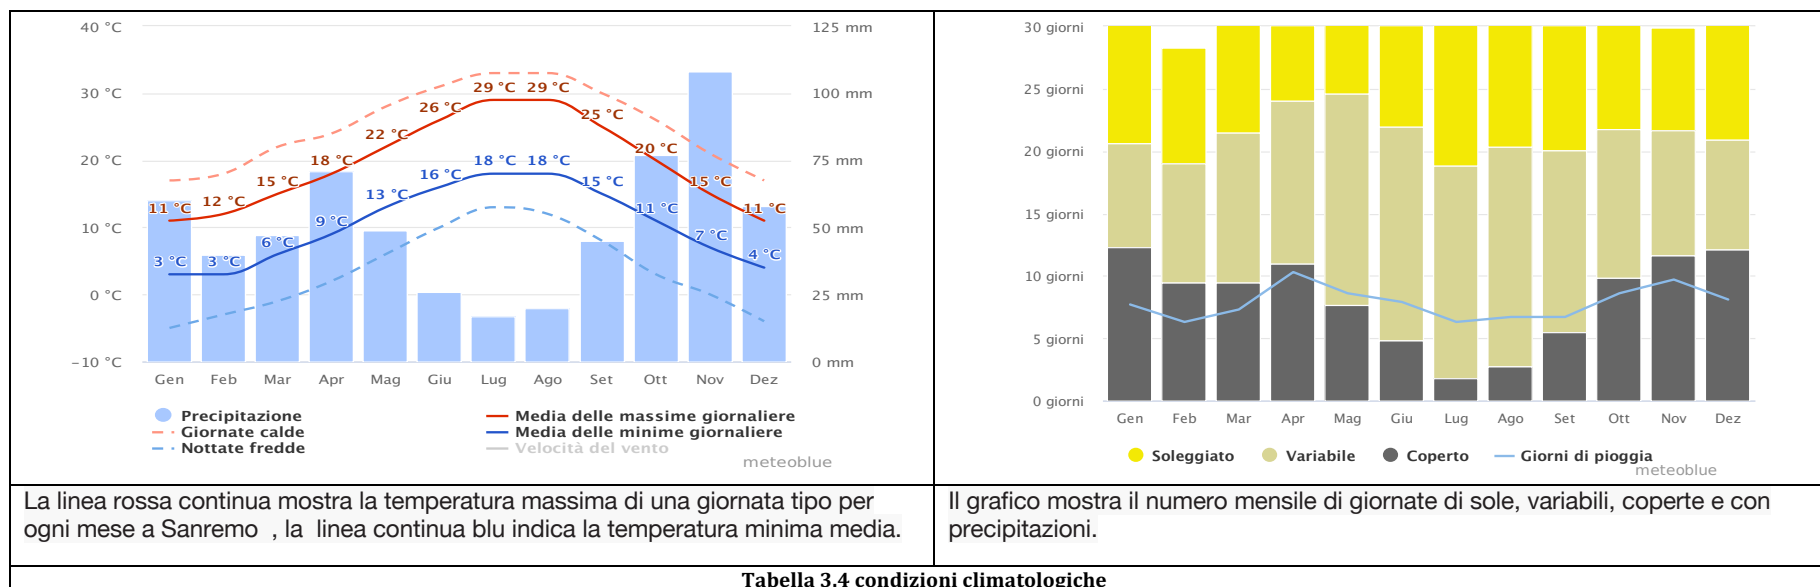 40 °C
125 mm
30 °C
100 mm
20 °C
75 mm
10 °C
50 mm
0 °C
25 mm
−10 °C
0 mm
11 °C 12 °C 15 °C 18 °C 22 °C 26 °C 29 °C 29 °C 25 °C 20 °C 15 °C 11 °C
3 °C 3 °C 6 °C 9 °C 13 °C 16 °C 18 °C 18 °C 15 °C 11 °C 7 °C 4 °C
Gen Feb Mar Apr Mag Giu Lug Ago Set Ott Nov Dez
Precipitazione
Media delle massime giornaliere
Giornate calde
Media delle minime giornaliere
Nottate fredde
Velocità del vento
meteoblue
30 giorni
25 giorni
20 giorni
15 giorni
10 giorni
5 giorni
0 giorni
Gen Feb Mar Apr Mag Giu Lug Ago Set Ott Nov Dez
Soleggiato Variabile Coperto Giorni di pioggia
meteoblue
La linea rossa continua mostra la temperatura massima di una giornata tipo per
ogni mese a Sanremo , la linea continua blu indica la temperatura minima media.
Il grafico mostra il numero mensile di giornate di sole, variabili, coperte e con
precipitazioni.
Tabella 3.4 condizioni climatologiche